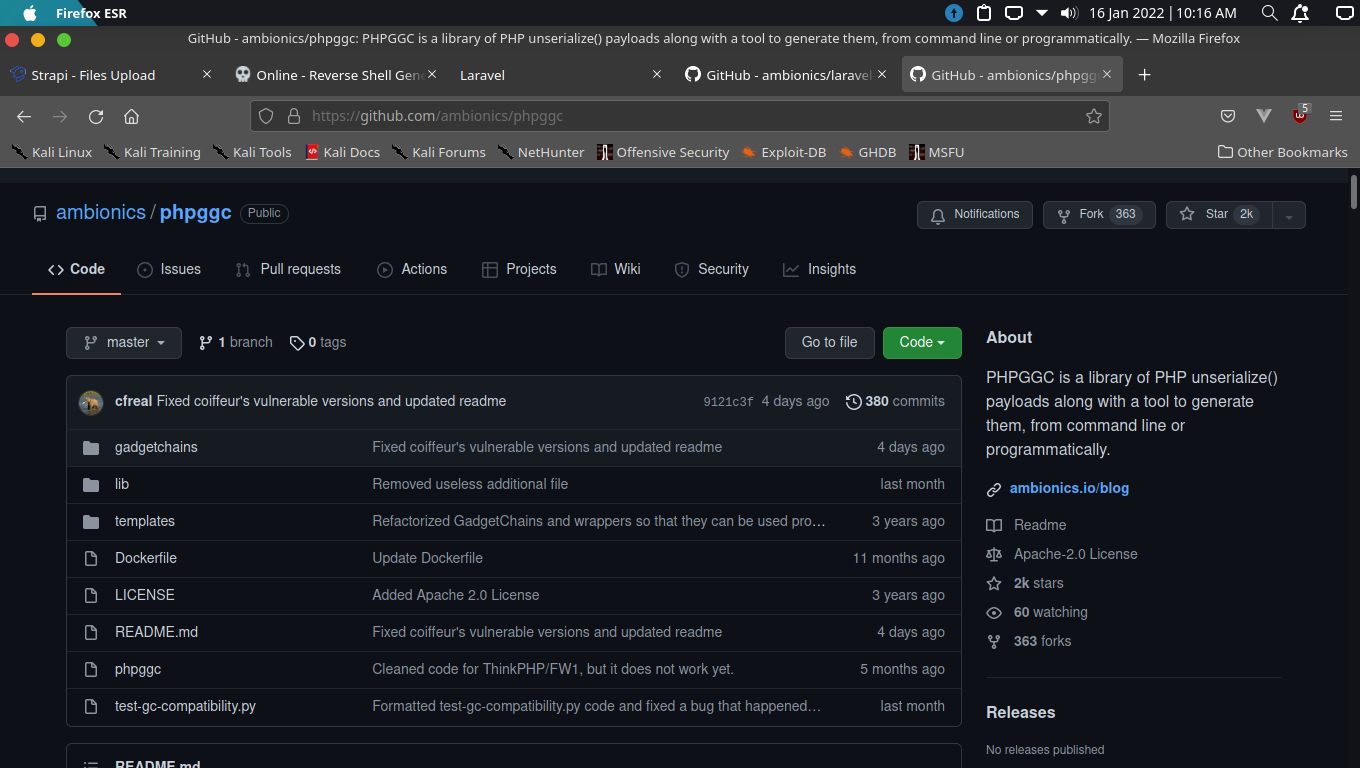 Firefox ESR
16 Jan 2022 | 10:16 AM
GitHub - ambionics/phpggc: PHPGGC is a library of PHP unserialize() payloads along with a tool to generate them, from command line or programmatically. — Mozilla Firefox
Strapi - Files Upload
Online - Reverse Shell Gen
Laravel
GitHub - ambionics/laravel
GitHub - ambionics/phpgg
https://github.com/ambionics/phpggc
5
Kali Linux
Kali Training
Kali Tools
Kali Docs
Kali Forums
NetHunter
Offensive Security
Exploit-DB
GHDB
MSFU
Other Bookmarks
ambionics / phpggc Public
Notifications
Fork 363
Star 2k
Code
Issues
Pull requests
Actions
Projects
Wiki
Security
Insights
master
1 branch
0 tags
Go to file
Code
cfreal Fixed coiffeur's vulnerable versions and updated readme 9121c3f 4 days ago 380 commits
gadgetchains Fixed coiffeur's vulnerable versions and updated readme 4 days ago
lib Removed useless additional file last month
templates Refactorized GadgetChains and wrappers so that they can be used pro… 3 years ago
Dockerfile Update Dockerfile 11 months ago
LICENSE Added Apache 2.0 License 3 years ago
README.md Fixed coiffeur's vulnerable versions and updated readme 4 days ago
phpggc Cleaned code for ThinkPHP/FW1, but it does not work yet. 5 months ago
test-gc-compatibility.py Formatted test-gc-compatibility.py code and fixed a bug that happened… last month
README.md
About
PHPGGC is a library of PHP unserialize()
payloads along with a tool to generate
them, from command line or
programmatically.
ambionics.io/blog
Readme
Apache-2.0 License
2k stars
60 watching
363 forks
Releases
No releases published